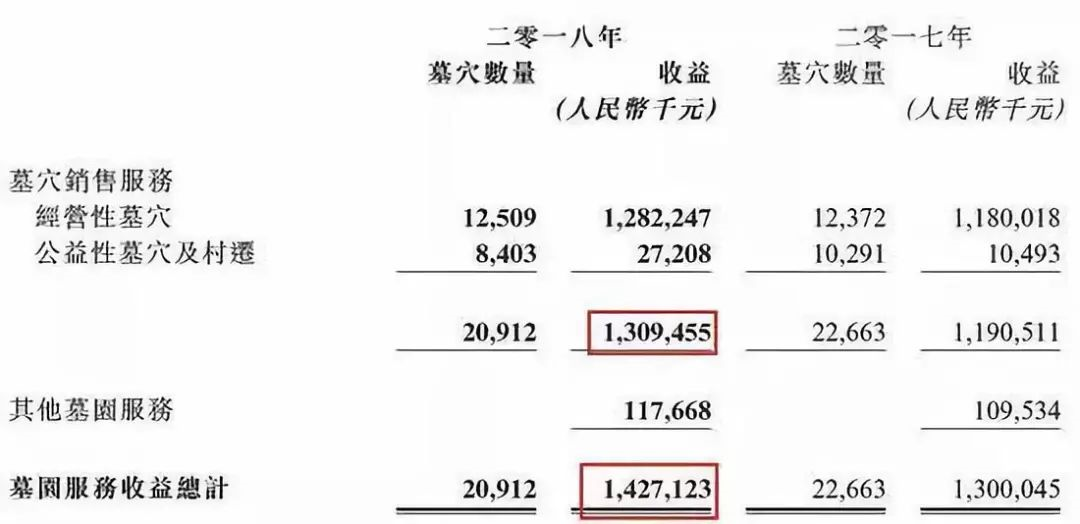 二零一八年 二零一七年
墓穴數量 收益 墓穴數量 收益
(人民幣千元) (人民幣千元)
墓穴銷售服務
經營性墓穴 12,509 1,282,247 12,372 1,180,018
公益性墓穴及村遷 8,403 27,208 10,291 10,493
20,912 1,309,455 22,663 1,190,511
其他墓園服務 117,668 109,534
墓園服務收益總計 20,912 1,427,123 22,663 1,300,045